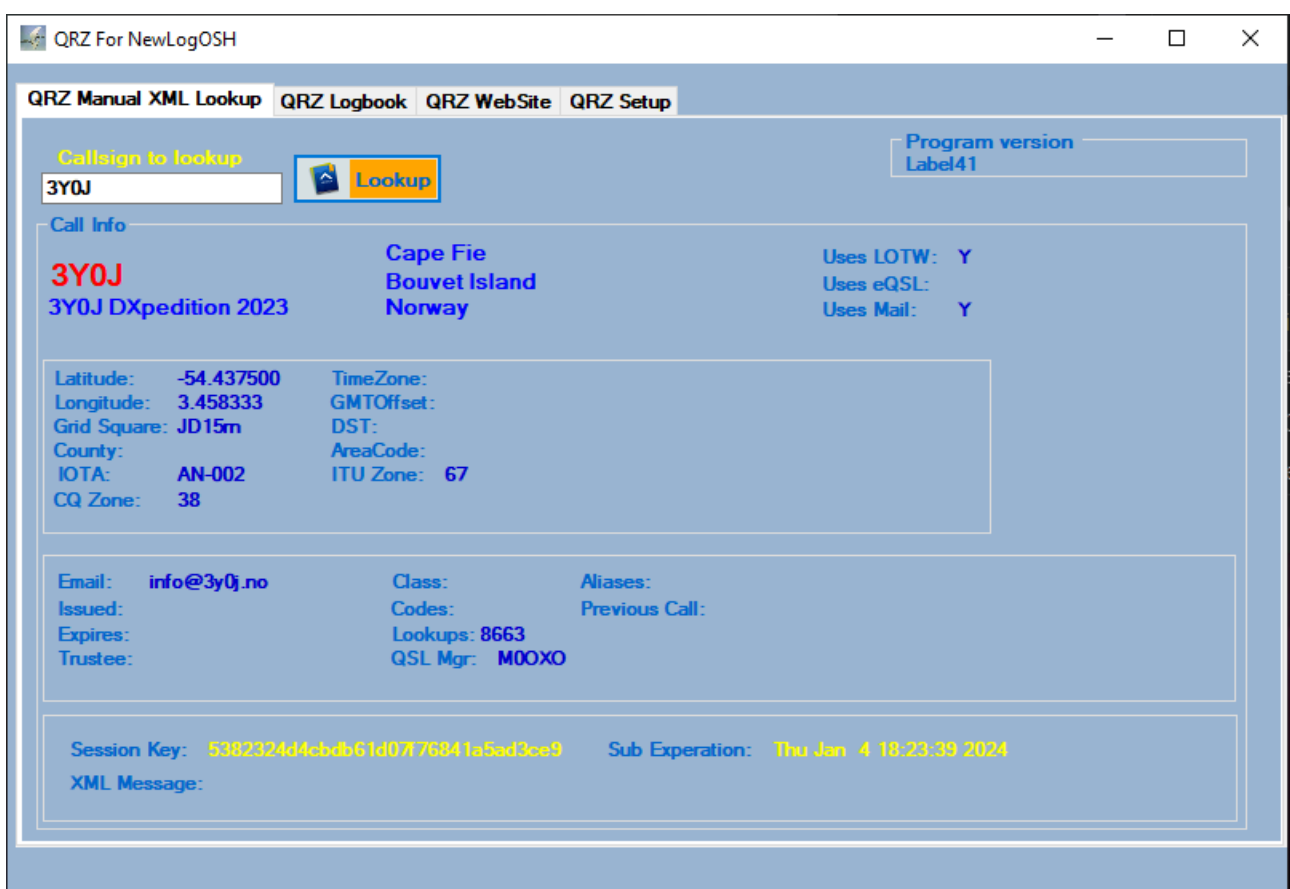 QRZ For NewLogOSH
QRZ Manual XML Lookup QRZ Logbook QRZ WebSite QRZ Setup
Callsign to lookup
3Y0J
Lookup
Program version
Label41
Call Info
3Y0J
3Y0J DXpedition 2023
Cape Fie
Bouvet Island
Norway
Uses LOTW: Y
Uses eQSL:
Uses Mail: Y
Latitude: -54.437500
Longitude: 3.458333
Grid Square: JD15rn
County:
IOTA: AN-002
CQ Zone: 38
TimeZone:
GMTOffset:
DST:
AreaCode:
ITU Zone: 67
Email: info@3y0j.no
Issued:
Expires:
Trustee:
Class:
Codes:
Lookups: 8663
QSL Mgr: M0OXO
Aliases:
Previous Call:
Session Key: 5382324d4cbdb61d07f76841a5ad3ce9
Sub Experation: Thu Jan 4 18:23:39 2024
XML Message: